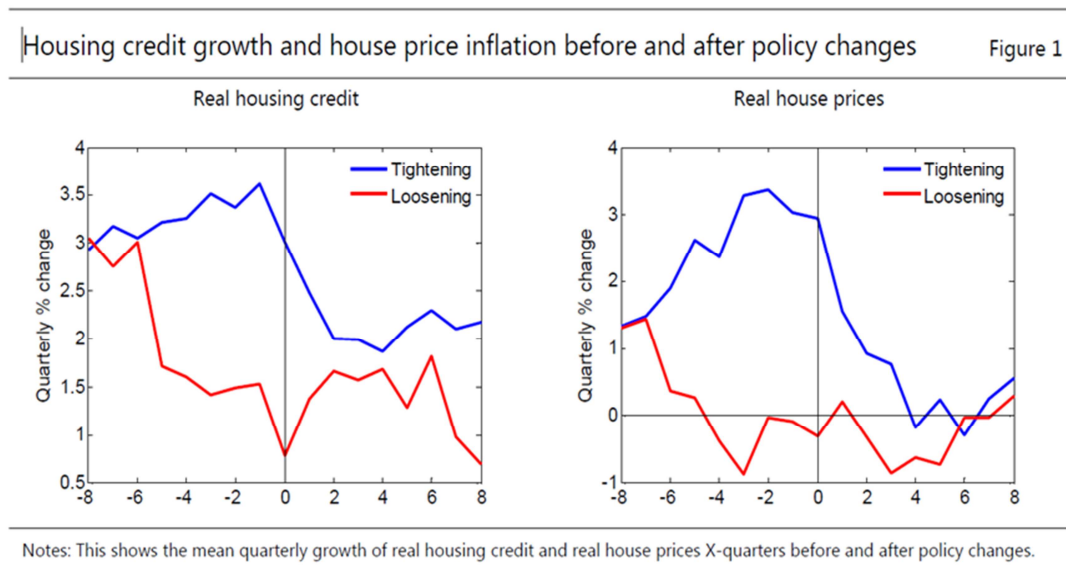 Housing credit growth and house price inflation before and after policy changes Figure 1
Real housing credit
Real house prices
Quarterly % change
4
3.5
3
2.5
2
1.5
1
0.5
-8 -6 -4 -2 0 2 4 6 8
Tightening
Loosening
Quarterly % change
4
3
2
1
0
-1
-8 -6 -4 -2 0 2 4 6 8
Tightening
Loosening
Notes: This shows the mean quarterly growth of real housing credit and real house prices X-quarters before and after policy changes.